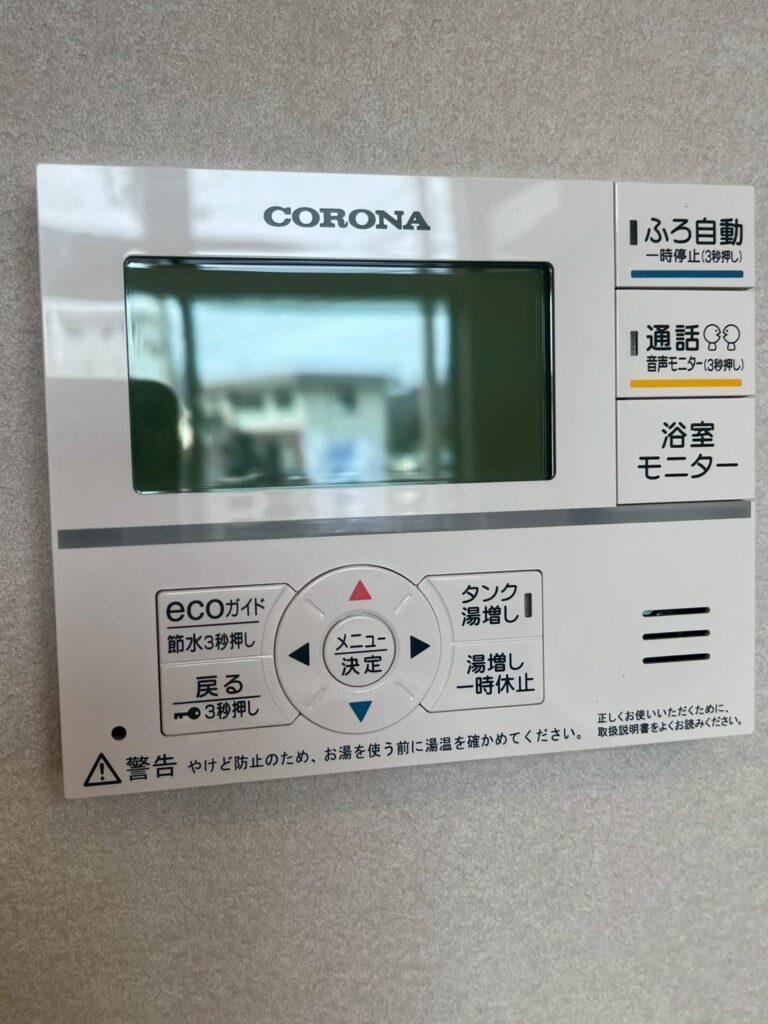 CORONA
ふろ自動
一時停止(3秒押し)
通話
音声モニター(3秒押し)
浴室
モニター
ecoガイド
節水3秒押し
戻る
3秒押し
メニュー
決定
タンク
湯増し
湯増し
一時休止
警告 やけど防止のため、お湯を使う前に湯温を確かめてください。
正しくお使いいただくために、
取扱説明書をよくお読みください。